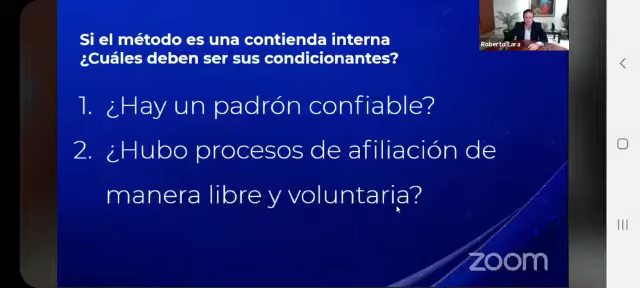 Si el método es una contienda interna
¿Cuáles deben ser sus condicionantes?
Roberto Lara
1. ¿Hay un padrón confiable?
2. ¿Hubo procesos de afiliación de
manera libre y voluntaria?
zoom